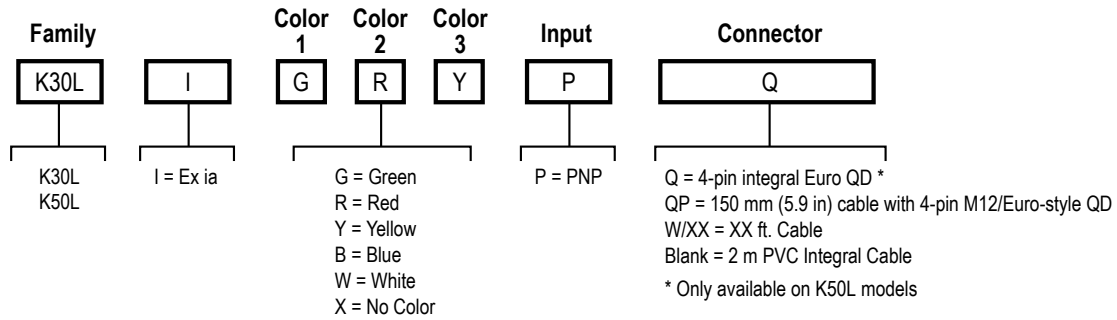 Family
Color 1
Color 2
Color 3
Input
Connector
K30L
I
G
R
Y
P
Q
K30L
K50L
I = Ex ia
G = Green
R = Red
Y = Yellow
B = Blue
W = White
X = No Color
P = PNP
Q = 4-pin integral Euro QD *
QP = 150 mm (5.9 in) cable with 4-pin M12/Euro-style QD
W/XX = XX ft. Cable
Blank = 2 m PVC Integral Cable
* Only available on K50L models